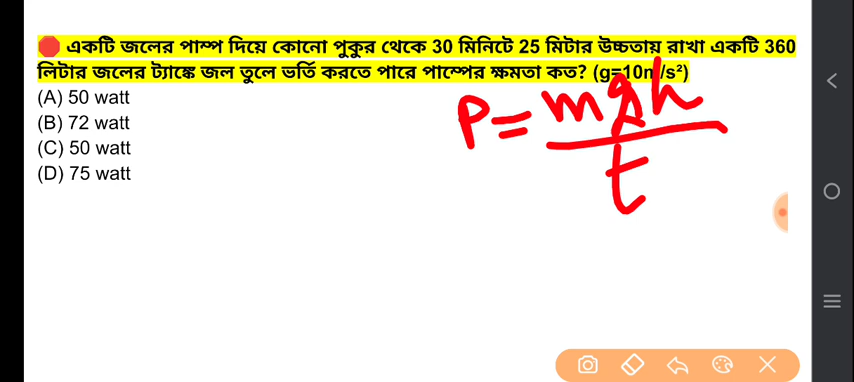 একটি জলের পাম্প দিয়ে কোনো পুকুর থেকে 30 মিনিটে 25 মিটার উচ্চতায় রাখা একটি 360
লিটার জলের ট্যাঙ্কে জল তুলে ভর্তি করতে পারে পাম্পের ক্ষমতা কত? (g=10m/s²)
(A) 50 watt
(B) 72 watt
(C) 50 watt
(D) 75 watt
P = mgh
t